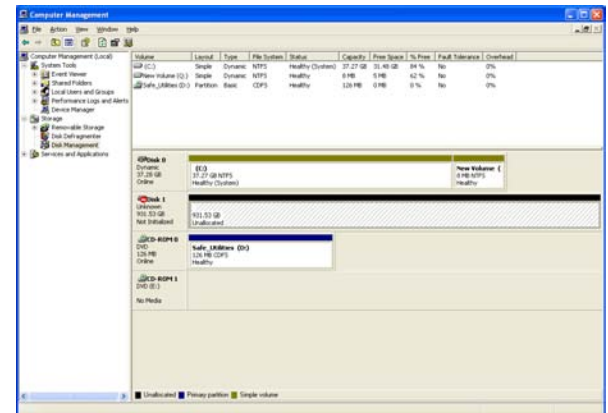 Computer Management
File Action View Window Help
Computer Management (Local)
System Tools
Event Viewer
Shared Folders
Local Users and Groups
Performance Logs and Alerts
Device Manager
Storage
Removable Storage
Disk Defragmenter
Disk Management
Services and Applications
Volume Layout Type File System Status Capacity Free Space % Free Fault Tolerance Overhead
(C:) Simple Dynamic NTFS Healthy (System) 37.27 GB 31.48 GB 84 % No 0%
New Volume (Q:) Simple Dynamic NTFS Healthy 8 MB 5 MB 62 % No 0%
Safe_Utilities (D:) Partition Basic CDFS Healthy 126 MB 0 MB 0 % No 0%
Disk 0
Dynamic
37.28 GB
Online
(C:)
37.27 GB NTFS
Healthy (System)
New Volume (
8 MB NTFS
Healthy
Disk 1
Unknown
931.53 GB
Not Initialized
931.53 GB
Unallocated
CD-ROM 0
DVD
126 MB
Online
Safe_Utilities (D:)
126 MB CDFS
Healthy
CD-ROM 1
DVD (E:)
No Media
Unallocated Primary partition Simple volume